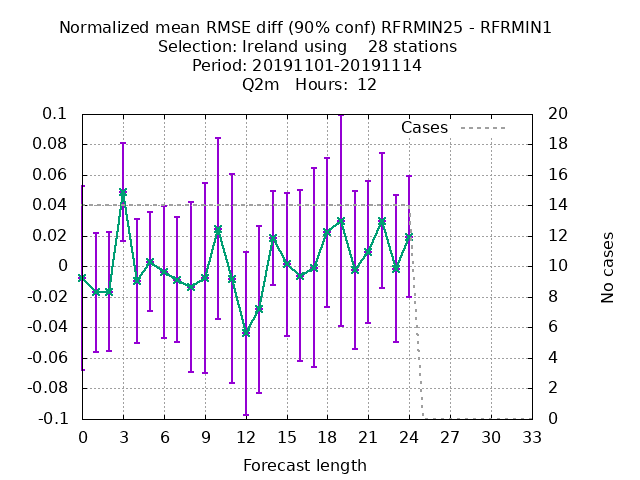 Normalized mean RMSE diff (90% conf) RFRMIN25 - RFRMIN1
Selection: Ireland using    28 stations
Period: 20191101-20191114
Q2m   Hours:  12
0.1
0.08
0.06
0.04
0.02
0
-0.02
-0.04
-0.06
-0.08
-0.1
Cases
20
18
16
14
12
10
8
6
4
2
0
No cases
0 3 6 9 12 15 18 21 24 27 30 33
Forecast length